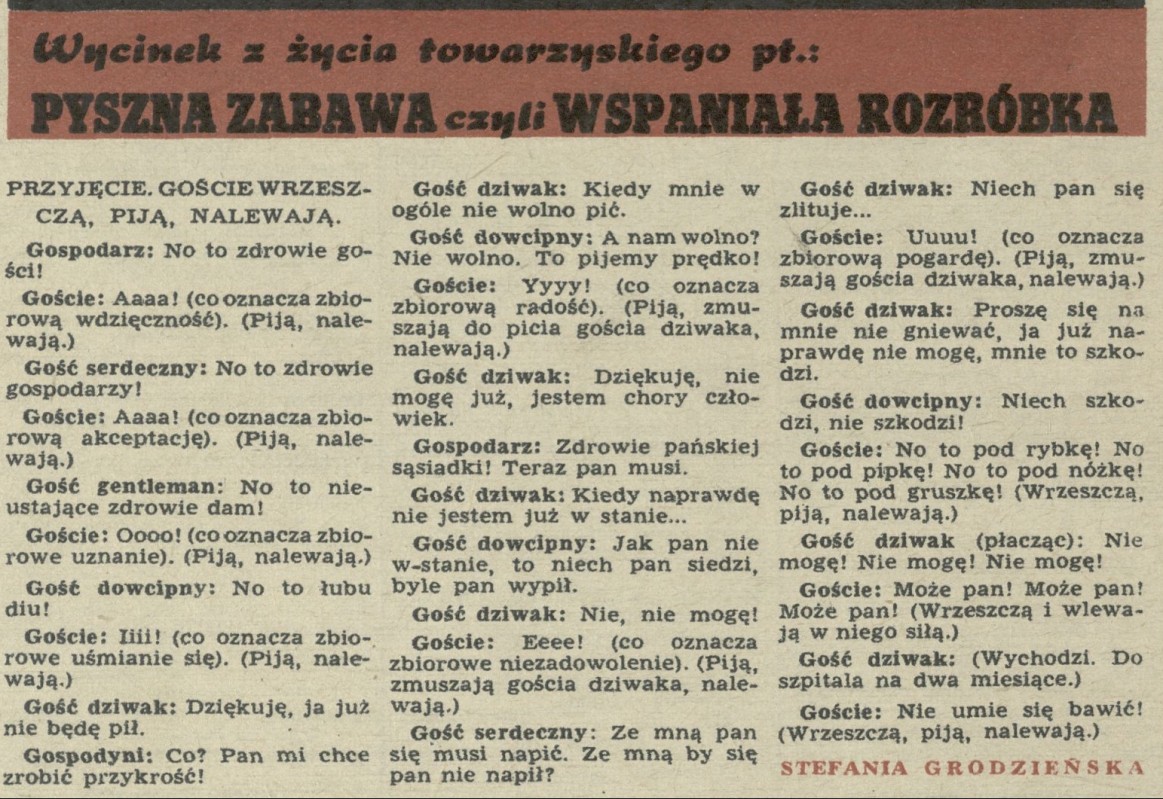 Wycinek z życia towarzyskiego pt.:
PYSZNA ZABAWA czyli WSPANIAŁA ROZRÓBKA
PRZYJĘCIE. GOŚCIE WRZESZ-
CZĄ, PIJĄ, NALEWAJĄ.
Gospodarz: No to zdrowie go-
ści!
Goście: Aaaa! (co oznacza zbio-
rową wdzięczność). (Piją, nale-
wają.)
Gość serdeczny: No to zdrowie
gospodarzy!
Goście: Aaaa! (co oznacza zbio-
rową akceptację). (Piją, nale-
wają.)
Gość gentleman: No to nie-
ustające zdrowie dam!
Goście: Oooo! (co oznacza zbio-
rowe uznanie). (Piją, nalewają.)
Gość dowcipny: No to łubu
diu!
Goście: Iiii! (co oznacza zbio-
rowe uśmianie się). (Piją, nale-
wają.)
Gość dziwak: Dziękuję, ja już
nie będę pił.
Gospodyni: Co? Pan mi chce
zrobić przykrość!
Gość dziwak: Kiedy mnie w
ogóle nie wolno pić.
Gość dowcipny: A nam wolno?
Nie wolno. To pijemy prędko!
Goście: Yyyy! (co oznacza
zbiorową radość). (Piją, zmu-
szają do picia gościa dziwaka,
nalewają.)
Gość dziwak: Dziękuję, nie
mogę już, jestem chory czło-
wiek.
Gospodarz: Zdrowie pańskiej
sąsiadki! Teraz pan musi.
Gość dziwak: Kiedy naprawdę
nie jestem już w stanie...
Gość dowcipny: Jak pan nie
w-stanie, to niech pan siedzi,
byle pan wypił.
Gość dziwak: Nie, nie mogę!
Goście: Eeee! (co oznacza
zbiorowe niezadowolenie). (Piją,
zmuszają gościa dziwaka, nale-
wają.)
Gość serdeczny: Ze mną pan
się musi napić. Ze mną by się
pan nie napił?
Gość dziwak: Niech pan się
zlituje...
Goście: Uuuu! (co oznacza
zbiorową pogardę). (Piją, zmu-
szają gościa dziwaka, nalewają.)
Gość dziwak: Proszę się na
mnie nie gniewać, ja już na-
prawdę nie mogę, mnie to szko-
dzi.
Gość dowcipny: Niech szko-
dzi, nie szkodzi!
Goście: No to pod rybkę! No
to pod pipkę! No to pod nóżkę!
No to pod gruszkę! (Wrzeszczą,
piją, nalewają.)
Gość dziwak (płacząc): Nie
mogę! Nie mogę! Nie mogę!
Goście: Może pan! Może pan!
Może pan! (Wrzeszczą i wlewa-
ją w niego siłą.)
Gość dziwak: (Wychodzi. Do
szpitala na dwa miesiące.)
Goście: Nie umie się bawić!
(Wrzeszczą, piją, nalewają.)
STEFANIA GRODZIEŃSKA